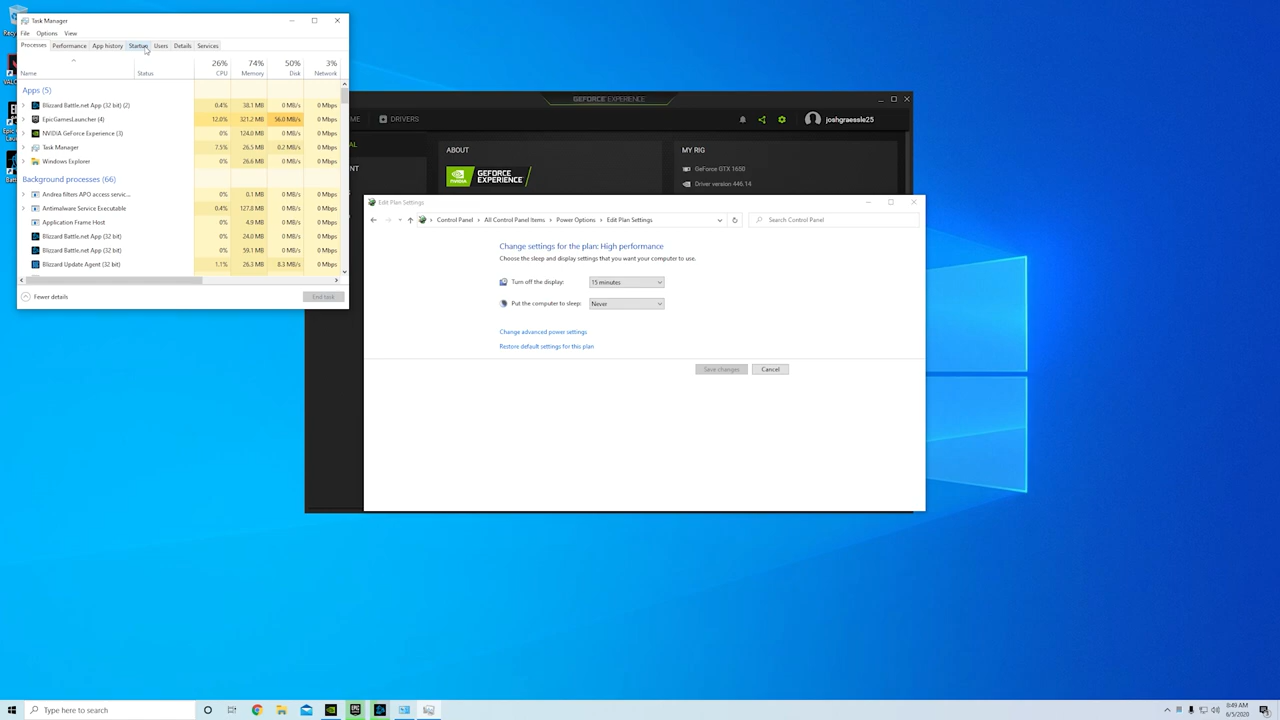 Task Manager
File Options View
Processes Performance App history Startup Users Details Services
26% 74% 50% 3%
Name Status CPU Memory Disk Network
Apps (5)
Blizzard Battle.net App (32 bit) (2) 0.4% 38.1 MB 0 MB/s 0 Mbps
EpicGamesLauncher (4) 12.0% 321.2 MB 56.0 MB/s 0 Mbps
NVIDIA GeForce Experience (3) 0% 124.0 MB 0 MB/s 0 Mbps
Task Manager 7.5% 26.5 MB 0.2 MB/s 0 Mbps
Windows Explorer 0% 26.6 MB 0 MB/s 0 Mbps
Background processes (66)
Andrea filters APO access servic... 0% 0.1 MB 0 MB/s 0 Mbps
Antimalware Service Executable 0.4% 127.8 MB 0 MB/s 0 Mbps
Application Frame Host 0% 4.9 MB 0 MB/s 0 Mbps
Blizzard Battle.net App (32 bit) 0% 24.0 MB 0 MB/s 0 Mbps
Blizzard Battle.net App (32 bit) 0% 59.1 MB 0 MB/s 0 Mbps
Blizzard Update Agent (32 bit) 1.1% 26.3 MB 8.3 MB/s 0 Mbps
Fewer details End task
GEFORCE EXPERIENCE
ME DRIVERS joshgraessle25
AL ABOUT MY RIG
NT GEFORCE EXPERIENCE GeForce GTX 1650
NVIDIA
Driver version 446.14
Edit Plan Settings
Control Panel All Control Panel Items Power Options Edit Plan Settings Search Control Panel
Change settings for the plan: High performance
Choose the sleep and display settings that you want your computer to use.
Turn off the display: 15 minutes
Put the computer to sleep: Never
Change advanced power settings
Restore default settings for this plan
Save changes Cancel
Type here to search
EPIC
8:49 AM
6/5/2020